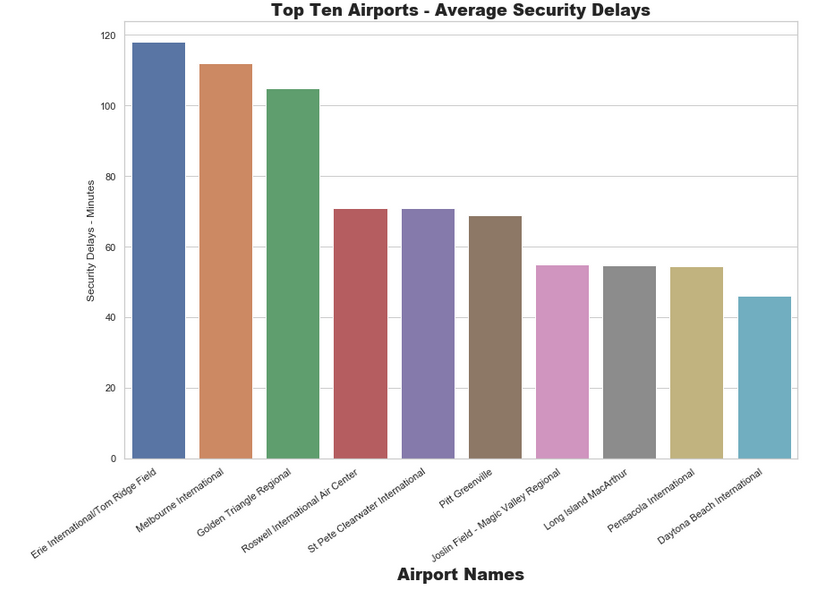 Top Ten Airports - Average Security Delays
Security Delays - Minutes
120
100
80
60
40
20
0
Erie International/Tom Ridge Field
Melbourne International
Golden Triangle Regional
Roswell International Air Center
St Pete Clearwater International
Pitt Greenville
Joslin Field - Magic Valley Regional
Long Island MacArthur
Pensacola International
Daytona Beach International
Airport Names